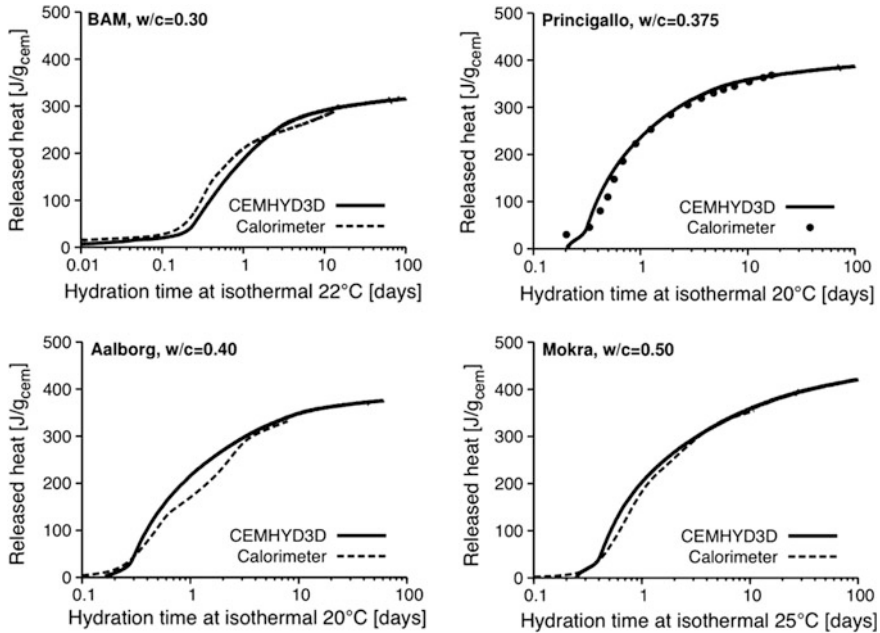 BAM, w/c=0.30
Released heat [J/g_cem]
500
400
300
200
100
0
CEMHYD3D
Calorimeter
0.01 0.1 1 10 100
Hydration time at isothermal 22°C [days]
Princigallo, w/c=0.375
Released heat [J/g_cem]
500
400
300
200
100
0
CEMHYD3D
Calorimeter
0.1 1 10 100
Hydration time at isothermal 20°C [days]
Aalborg, w/c=0.40
Released heat [J/g_cem]
500
400
300
200
100
0
CEMHYD3D
Calorimeter
0.1 1 10 100
Hydration time at isothermal 20°C [days]
Mokra, w/c=0.50
Released heat [J/g_cem]
500
400
300
200
100
0
CEMHYD3D
Calorimeter
0.1 1 10 100
Hydration time at isothermal 25°C [days]